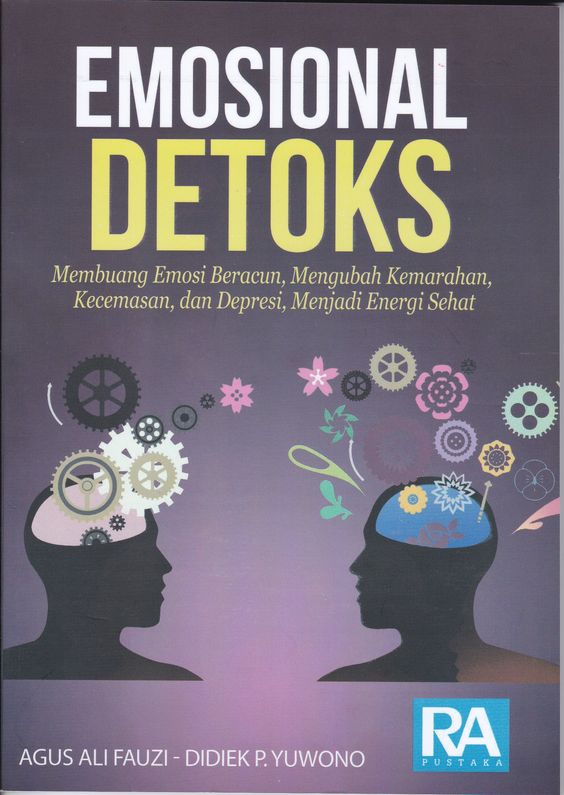 EMOSIONAL
DETOKS
Membuang Emosi Beracun, Mengubah Kemarahan,
Kecemasan, dan Depresi, Menjadi Energi Sehat
AGUS ALI FAUZI - DIDIEK P. YUWONO
RA
PUSTAKA